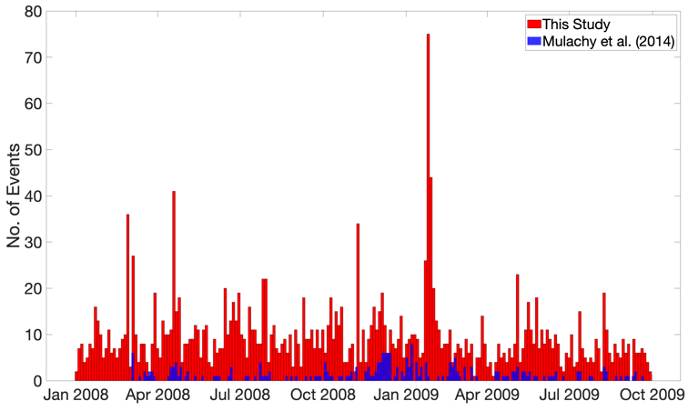 80
This Study
Mulachy et al. (2014)
70
60
50
40
30
20
10
0
No. of Events
Jan 2008 Apr 2008 Jul 2008 Oct 2008 Jan 2009 Apr 2009 Jul 2009 Oct 2009